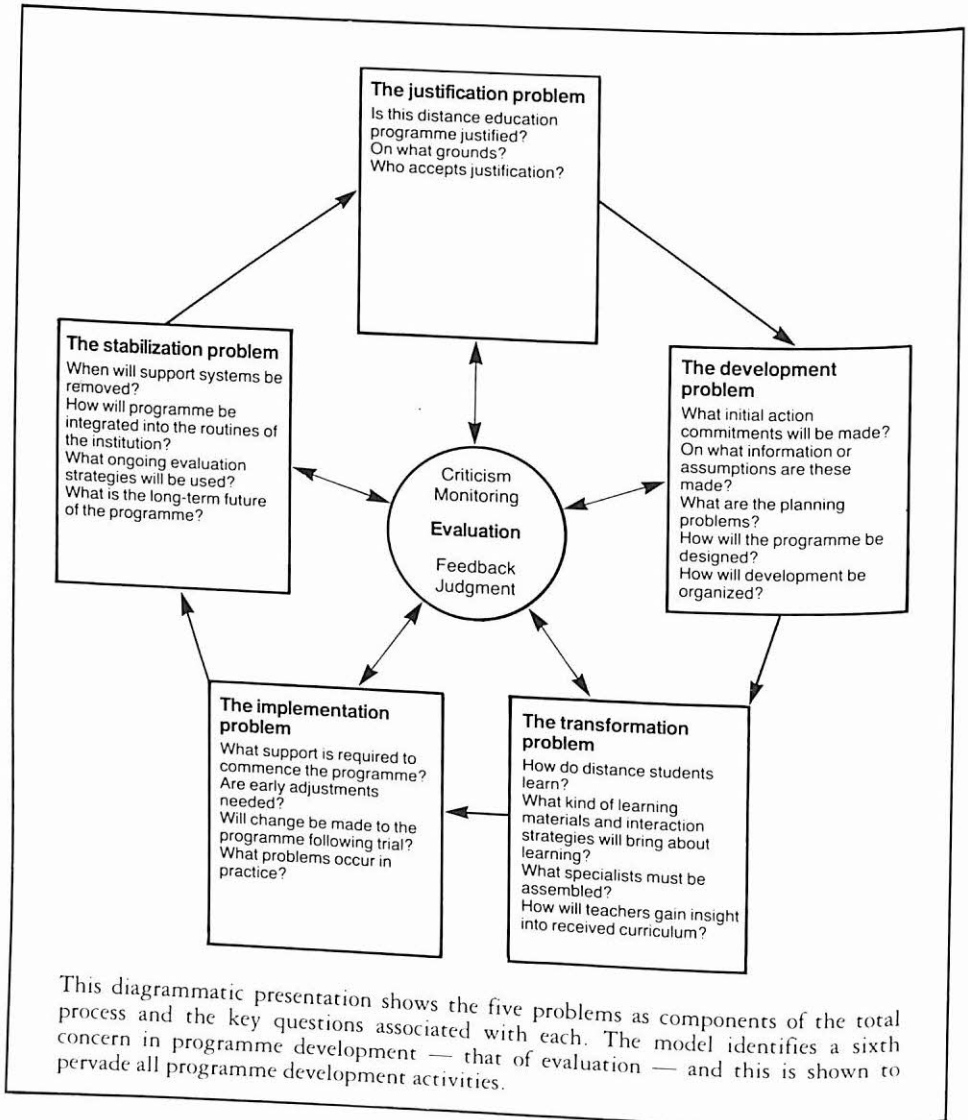 The justification problem
Is this distance education
programme justified?
On what grounds?
Who accepts justification?
The stabilization problem
When will support systems be
removed?
How will programme be
integrated into the routines of
the institution?
What ongoing evaluation
strategies will be used?
What is the long-term future
of the programme?
Criticism
Monitoring
Evaluation
Feedback
Judgment
The development
problem
What initial action
commitments will be made?
On what information or
assumptions are these
made?
What are the planning
problems?
How will the programme be
designed?
How will development be
organized?
The implementation
problem
What support is required to
commence the programme?
Are early adjustments
needed?
Will change be made to the
programme following trial?
What problems occur in
practice?
The transformation
problem
How do distance students
learn?
What kind of learning
materials and interaction
strategies will bring about
learning?
What specialists must be
assembled?
How will teachers gain insight
into received curriculum?
This diagrammatic presentation shows the five problems as components of the total
process and the key questions associated with each. The model identifies a sixth
concern in programme development — that of evaluation — and this is shown to
pervade all programme development activities.